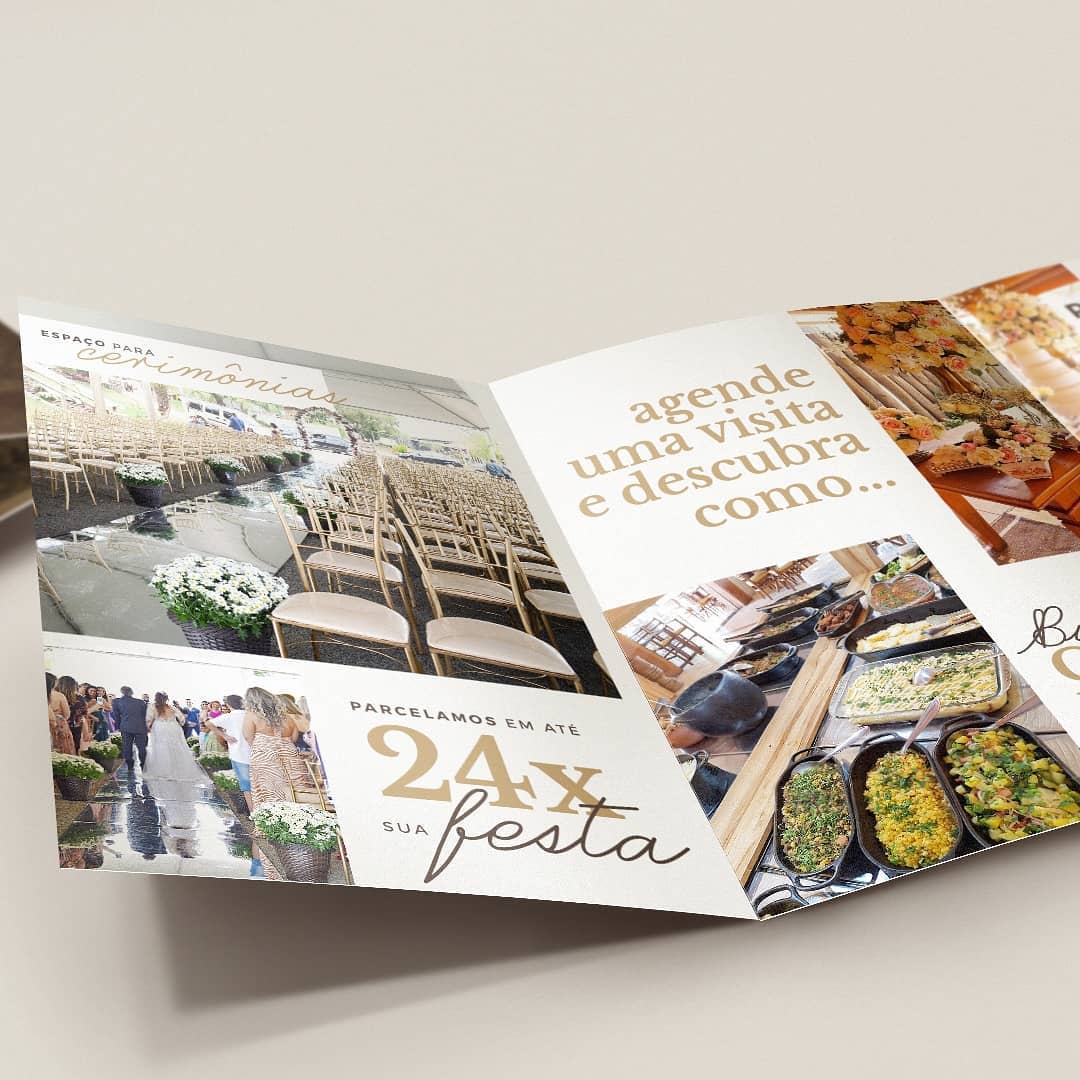 ESPAÇO PARA
cerimônias
PARCELAMOS EM ATÉ
24x
SUA festa
agende
uma visita
e descubra
como...